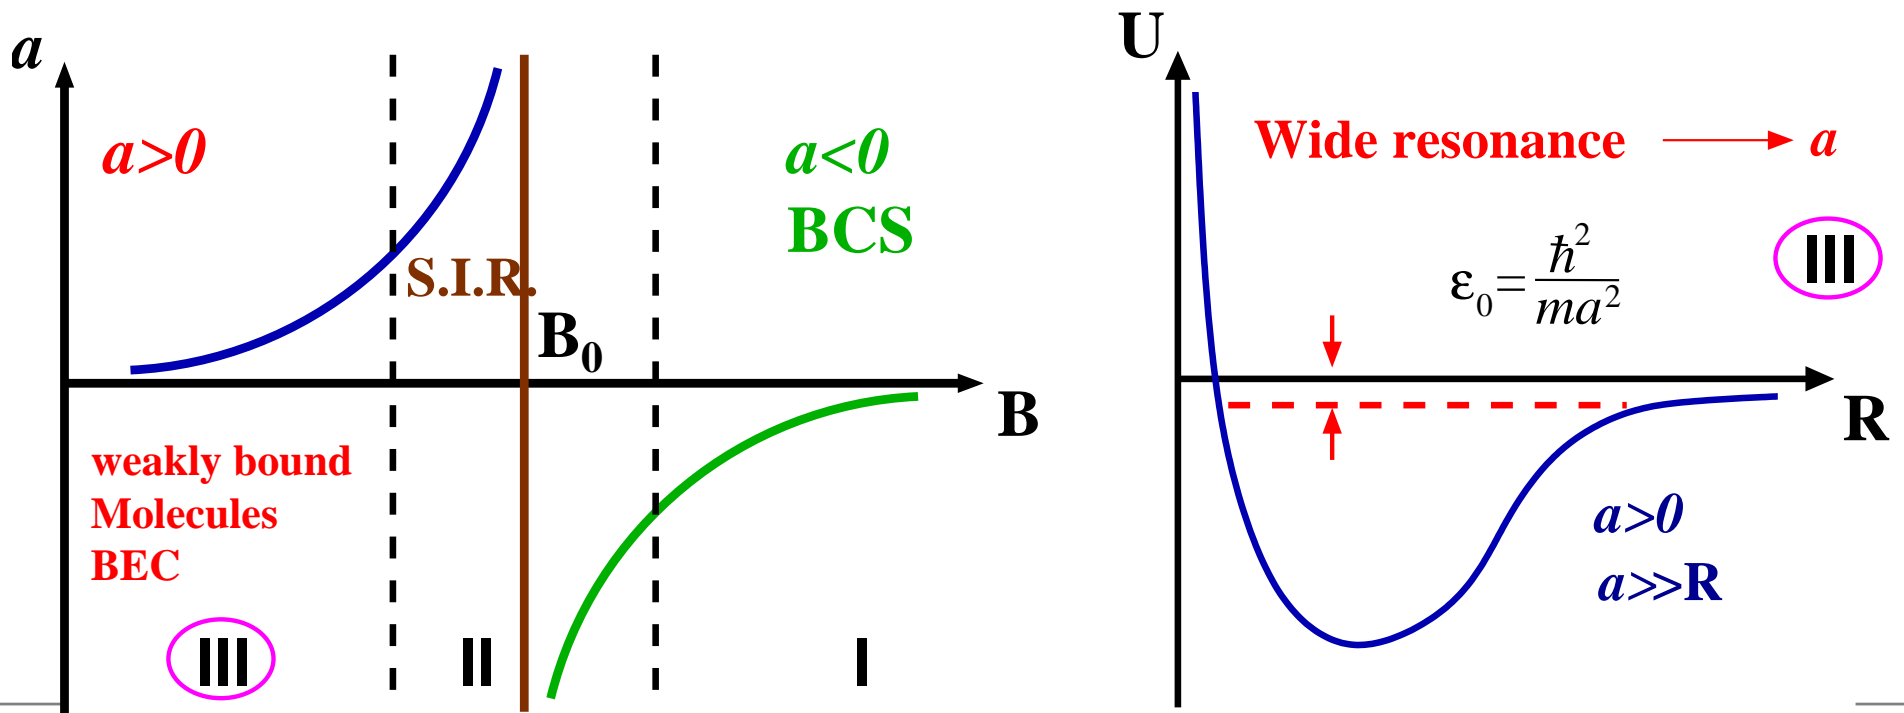 a
a>0
a<0
BCS
S.I.R.
B₀
B
weakly bound
Molecules
BEC
III
II
I
U
Wide resonance → a
III
ε₀=ħ²/ma²
R
a>0
a>>R